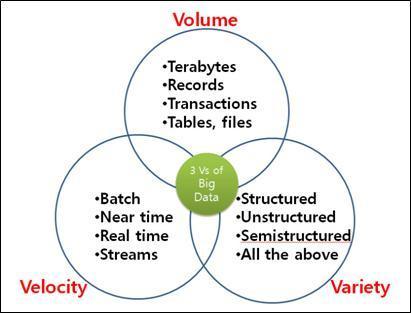 Volume
•Terabytes
•Records
•Transactions
•Tables, files
3 Vs of
Big
Data
•Batch
•Near time
•Real time
•Streams
•Structured
•Unstructured
•Semistructured
•All the above
Velocity
Variety